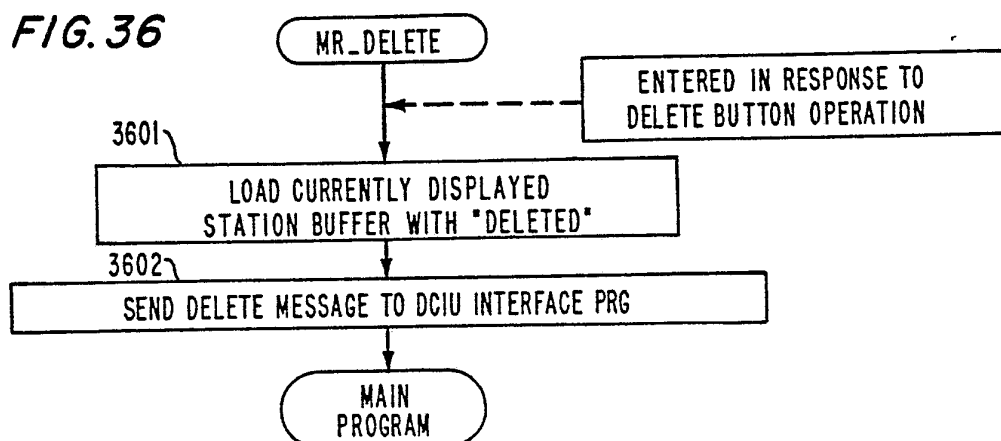 FIG. 36
MR_DELETE
ENTERED IN RESPONSE TO
DELETE BUTTON OPERATION
3601
LOAD CURRENTLY DISPLAYED
STATION BUFFER WITH "DELETED"
3602
SEND DELETE MESSAGE TO DCIU INTERFACE PRG
MAIN
PROGRAM